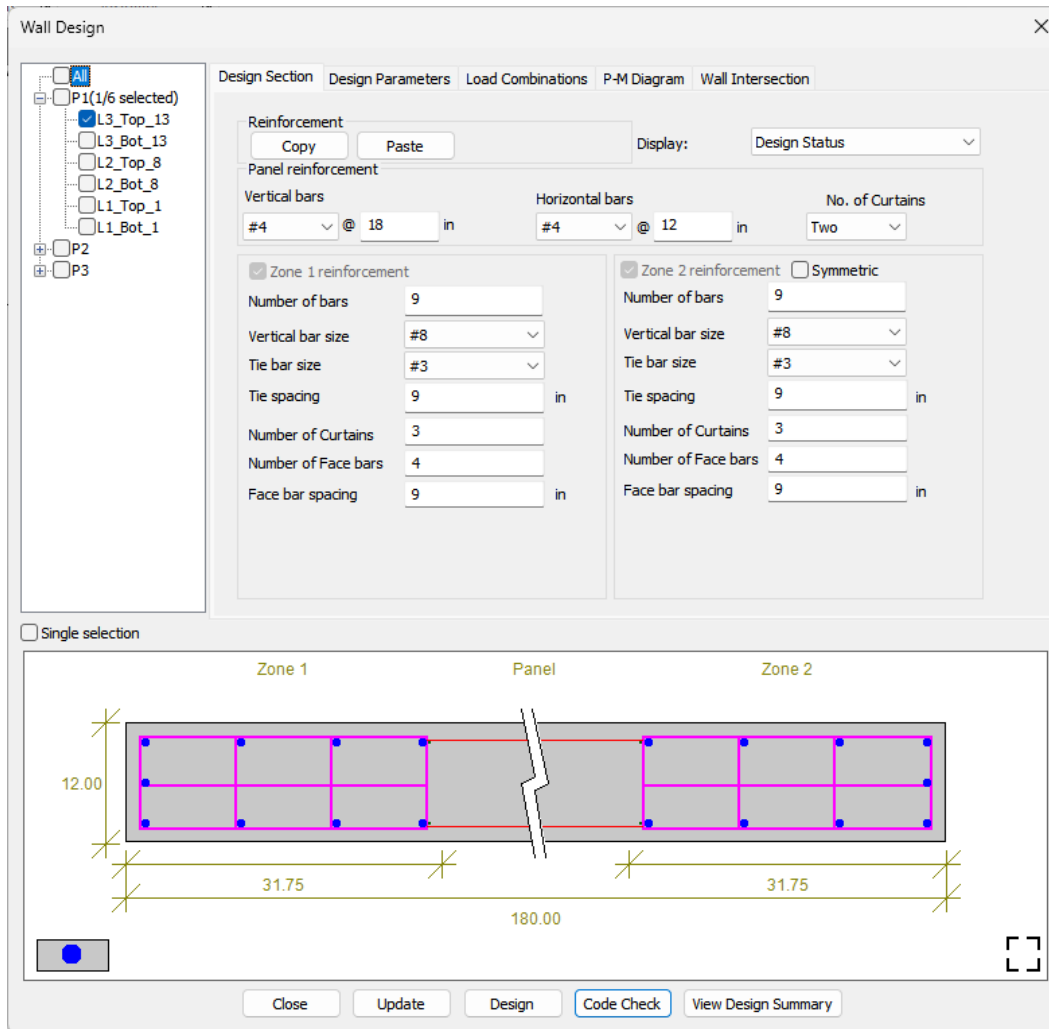 Wall Design
All
P1(1/6 selected)
L3_Top_13
L3_Bot_13
L2_Top_8
L2_Bot_8
L1_Top_1
L1_Bot_1
P2
P3
Design Section Design Parameters Load Combinations P-M Diagram Wall Intersection
Reinforcement
Copy Paste Display: Design Status
Panel reinforcement
Vertical bars Horizontal bars No. of Curtains
#4 @ 18 in #4 @ 12 in Two
Zone 1 reinforcement
Number of bars 9
Vertical bar size #8
Tie bar size #3
Tie spacing 9 in
Number of Curtains 3
Number of Face bars 4
Face bar spacing 9 in
Zone 2 reinforcement Symmetric
Number of bars 9
Vertical bar size #8
Tie bar size #3
Tie spacing 9 in
Number of Curtains 3
Number of Face bars 4
Face bar spacing 9 in
Single selection
Zone 1 Panel Zone 2
12.00
31.75 31.75
180.00
Close Update Design Code Check View Design Summary